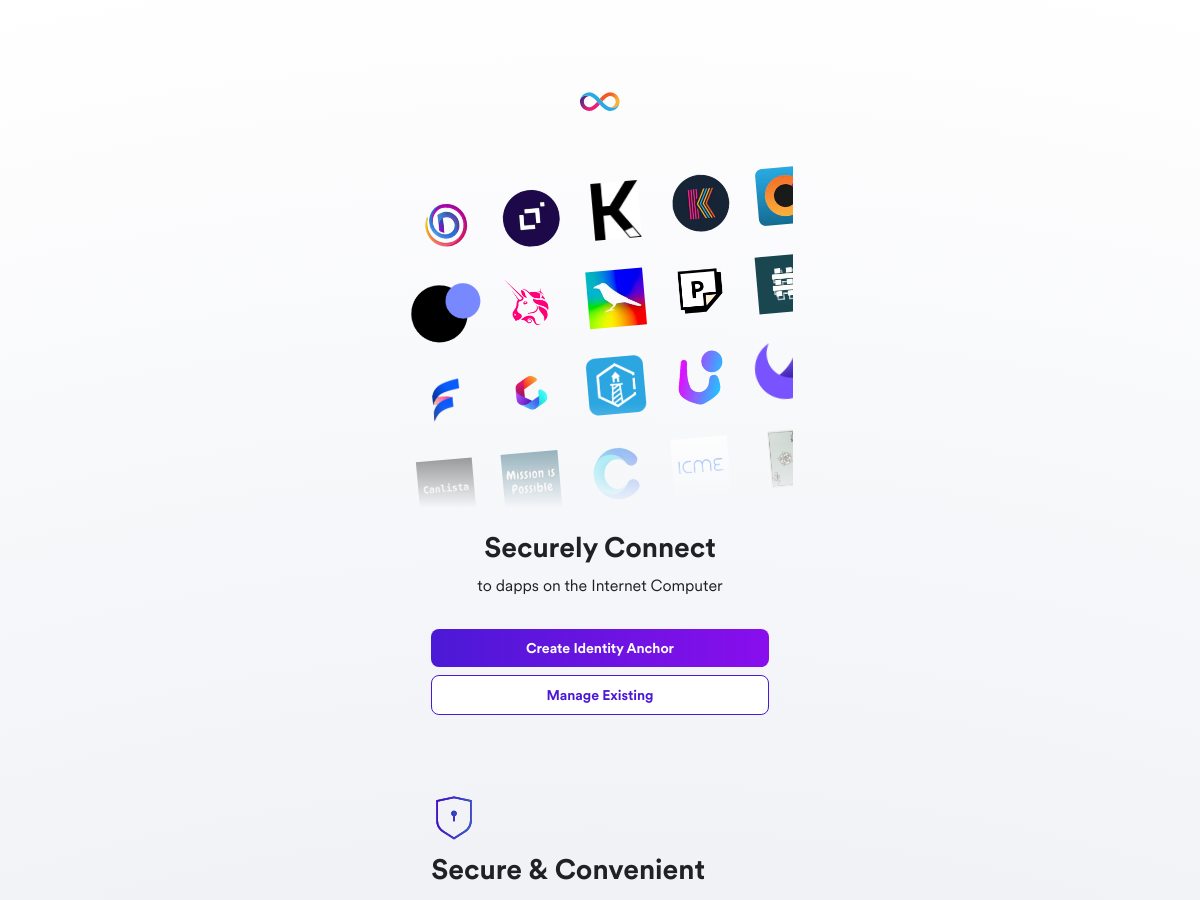 K
K
P
Canlista
Mission is
Possible
ICME
Securely Connect
to dapps on the Internet Computer
Create Identity Anchor
Manage Existing
Secure & Convenient